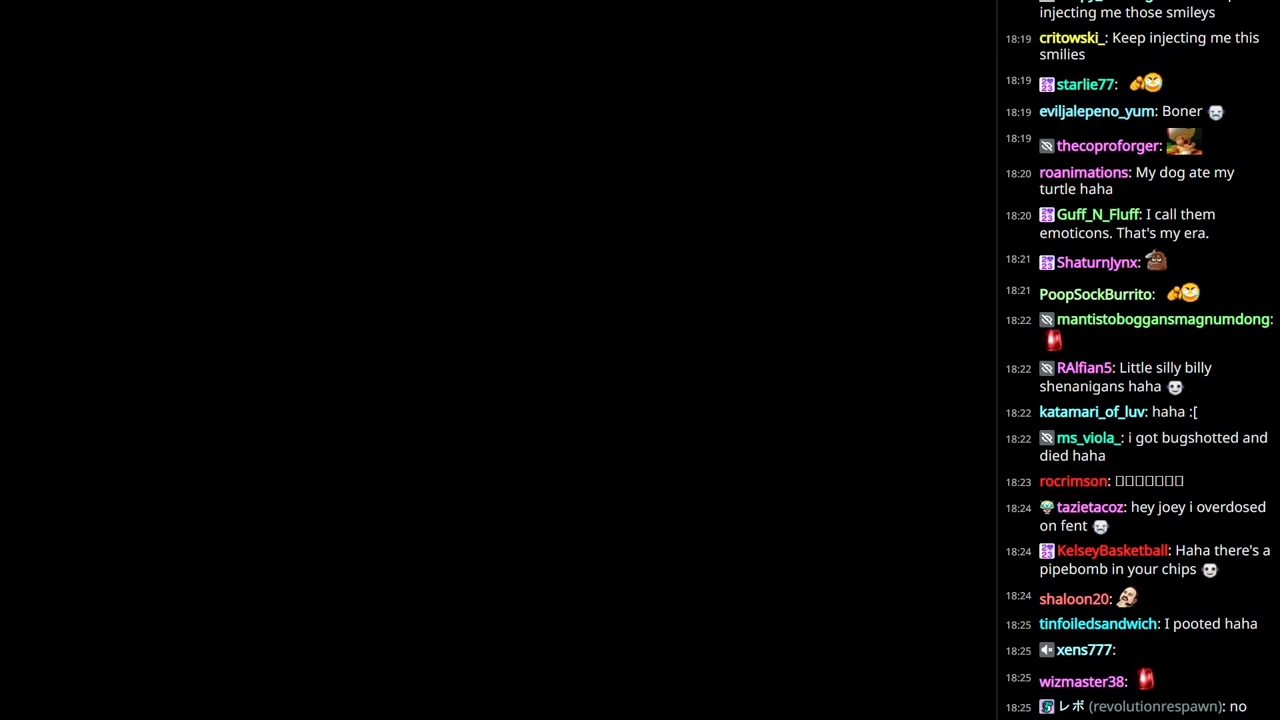 injecting me those smileys
18:19 critowski_: Keep injecting me this
smilies
18:19 starlie77:
18:19 eviljalepeno_yum: Boner
18:19 thecoproforger:
18:20 roanimations: My dog ate my
turtle haha
18:20 Guff_N_Fluff: I call them
emoticons. That's my era.
18:21 ShaturnJynx:
18:21 PoopSockBurrito:
18:22 mantistoboggansmagnumdong:
18:22 RAlfian5: Little silly billy
shenanigans haha
18:22 katamari_of_luv: haha :[
18:22 ms_viola_: i got bugshotted and
died haha
18:23 rocrimson: 
18:24 tazietacoz: hey joey i overdosed
on fent
18:24 KelseyBasketball: Haha there's a
pipebomb in your chips
18:24 shaloon20:
18:25 tinfoiledsandwich: I pooted haha
18:25 xens777:
18:25 wizmaster38:
18:25 レボ (revolutionrespawn): no